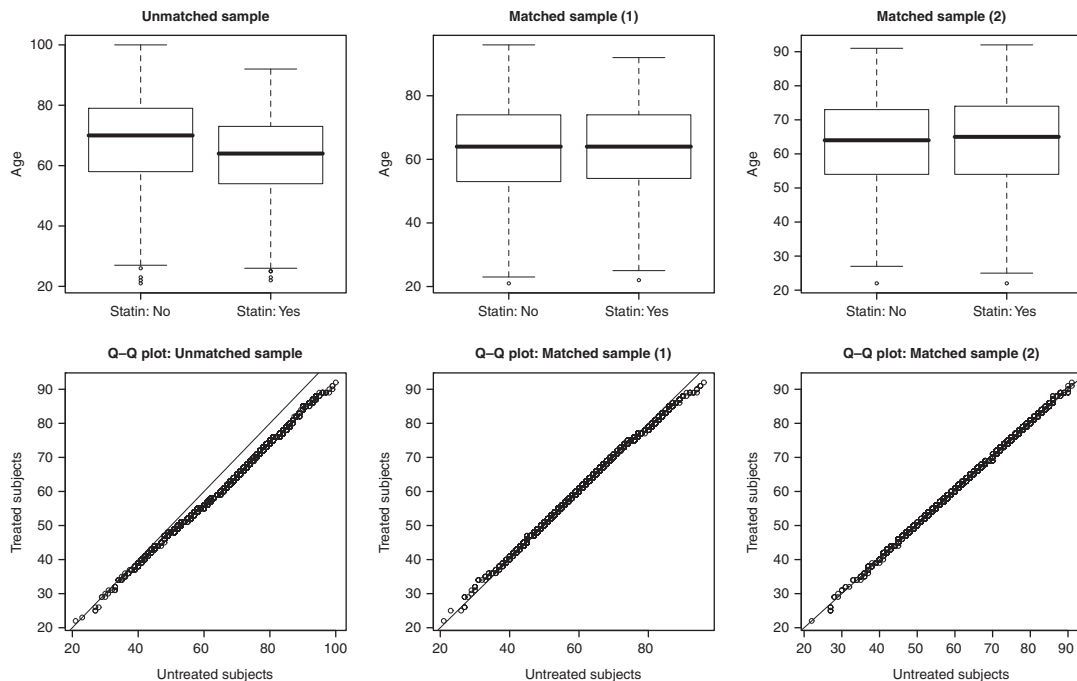 Unmatched sample
Matched sample (1)
Matched sample (2)
100
80
60
40
20
Age
Statin: No
Statin: Yes
80
60
40
20
Age
Statin: No
Statin: Yes
90
80
70
60
50
40
30
20
Age
Statin: No
Statin: Yes
Q–Q plot: Unmatched sample
Q–Q plot: Matched sample (1)
Q–Q plot: Matched sample (2)
90
80
70
60
50
40
30
20
Treated subjects
20 40 60 80 100
Untreated subjects
90
80
70
60
50
40
30
20
Treated subjects
20 40 60 80
Untreated subjects
90
80
70
60
50
40
30
20
Treated subjects
20 30 40 50 60 70 80 90
Untreated subjects